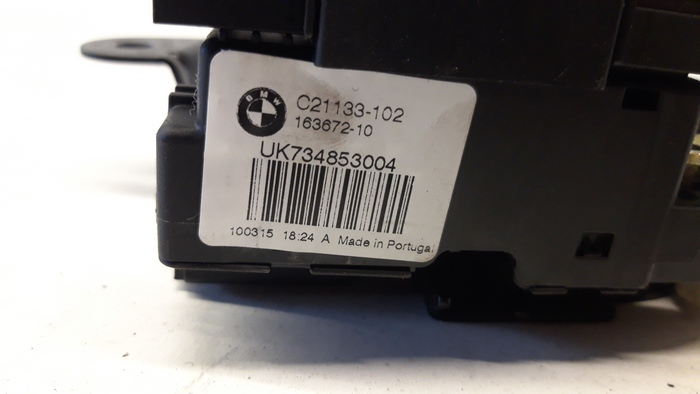 BMW
C21133-102
163672-10
UK734853004
100315 18:24 A Made in Portugal